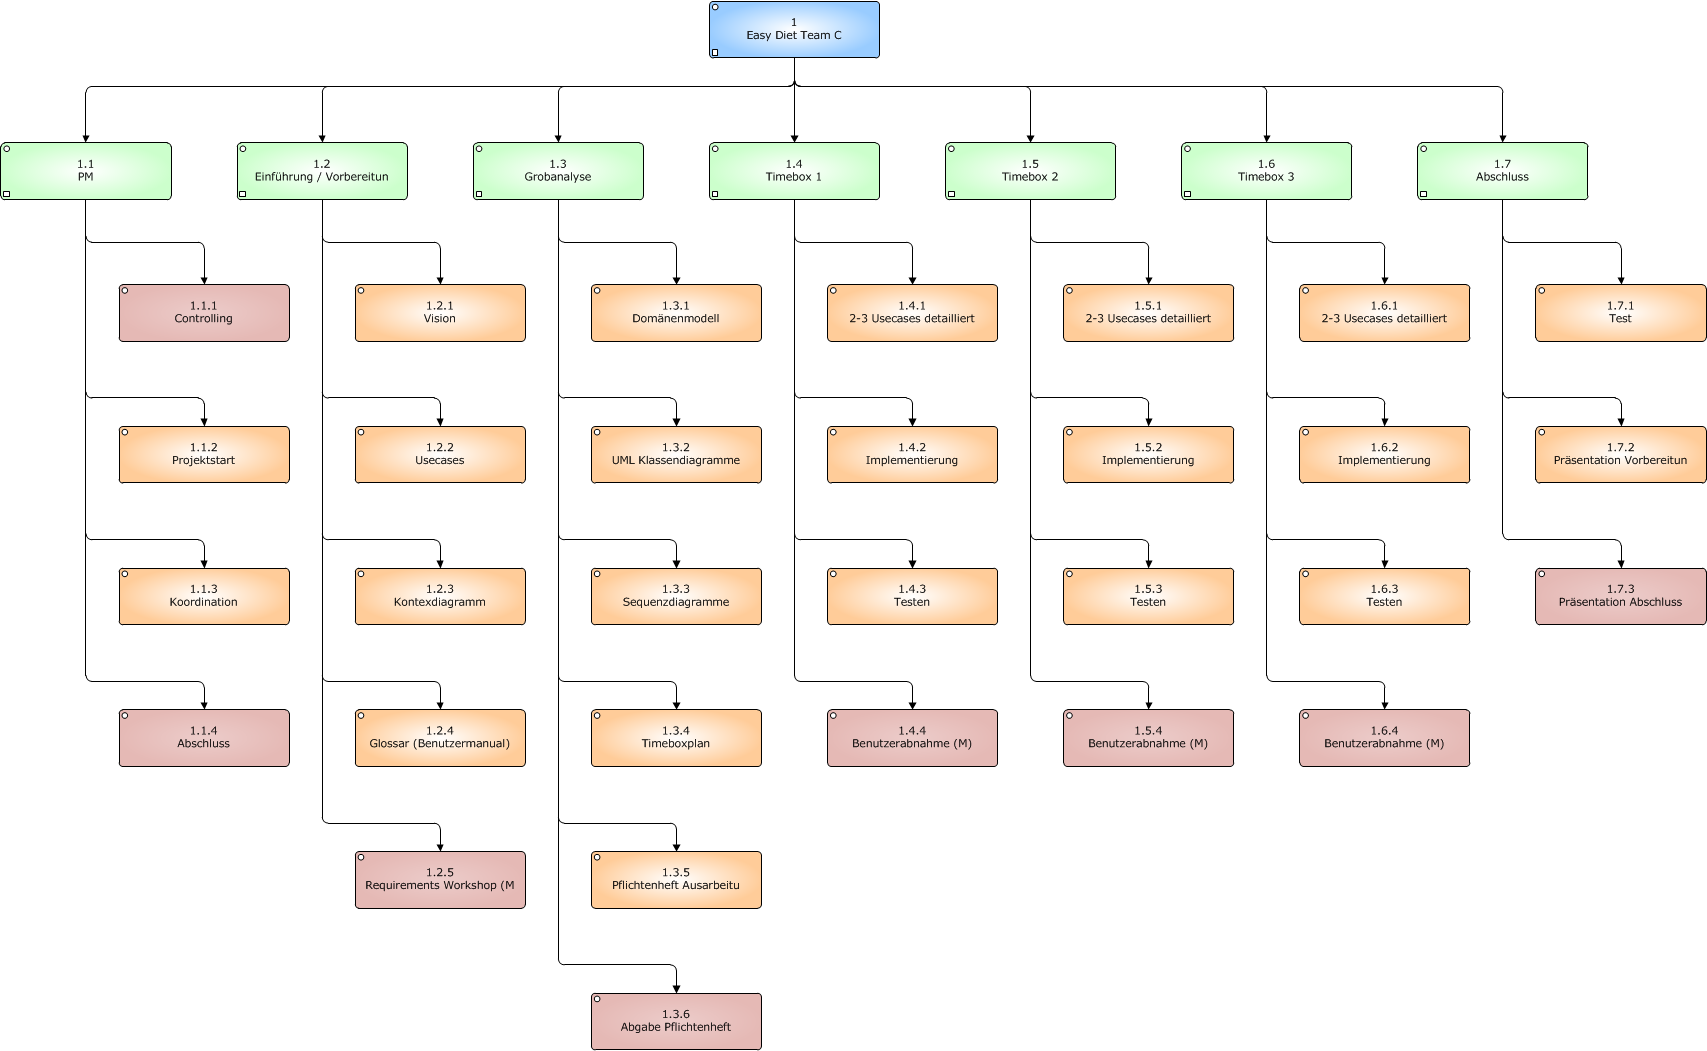 1
Easy Diet Team C
1.1
PM
1.2
Einführung / Vorbereitun
1.3
Grobanalyse
1.4
Timebox 1
1.5
Timebox 2
1.6
Timebox 3
1.7
Abschluss
1.1.1
Controlling
1.2.1
Vision
1.3.1
Domänenmodell
1.4.1
2-3 Usecases detailliert
1.5.1
2-3 Usecases detailliert
1.6.1
2-3 Usecases detailliert
1.7.1
Test
1.1.2
Projektstart
1.2.2
Usecases
1.3.2
UML Klassendiagramme
1.4.2
Implementierung
1.5.2
Implementierung
1.6.2
Implementierung
1.7.2
Präsentation Vorbereitun
1.1.3
Koordination
1.2.3
Kontexdiagramm
1.3.3
Sequenzdiagramme
1.4.3
Testen
1.5.3
Testen
1.6.3
Testen
1.7.3
Präsentation Abschluss
1.1.4
Abschluss
1.2.4
Glossar (Benutzermanual)
1.3.4
Timeboxplan
1.4.4
Benutzerabnahme (M)
1.5.4
Benutzerabnahme (M)
1.6.4
Benutzerabnahme (M)
1.2.5
Requirements Workshop (M
1.3.5
Pflichtenheft Ausarbeitu
1.3.6
Abgabe Pflichtenheft